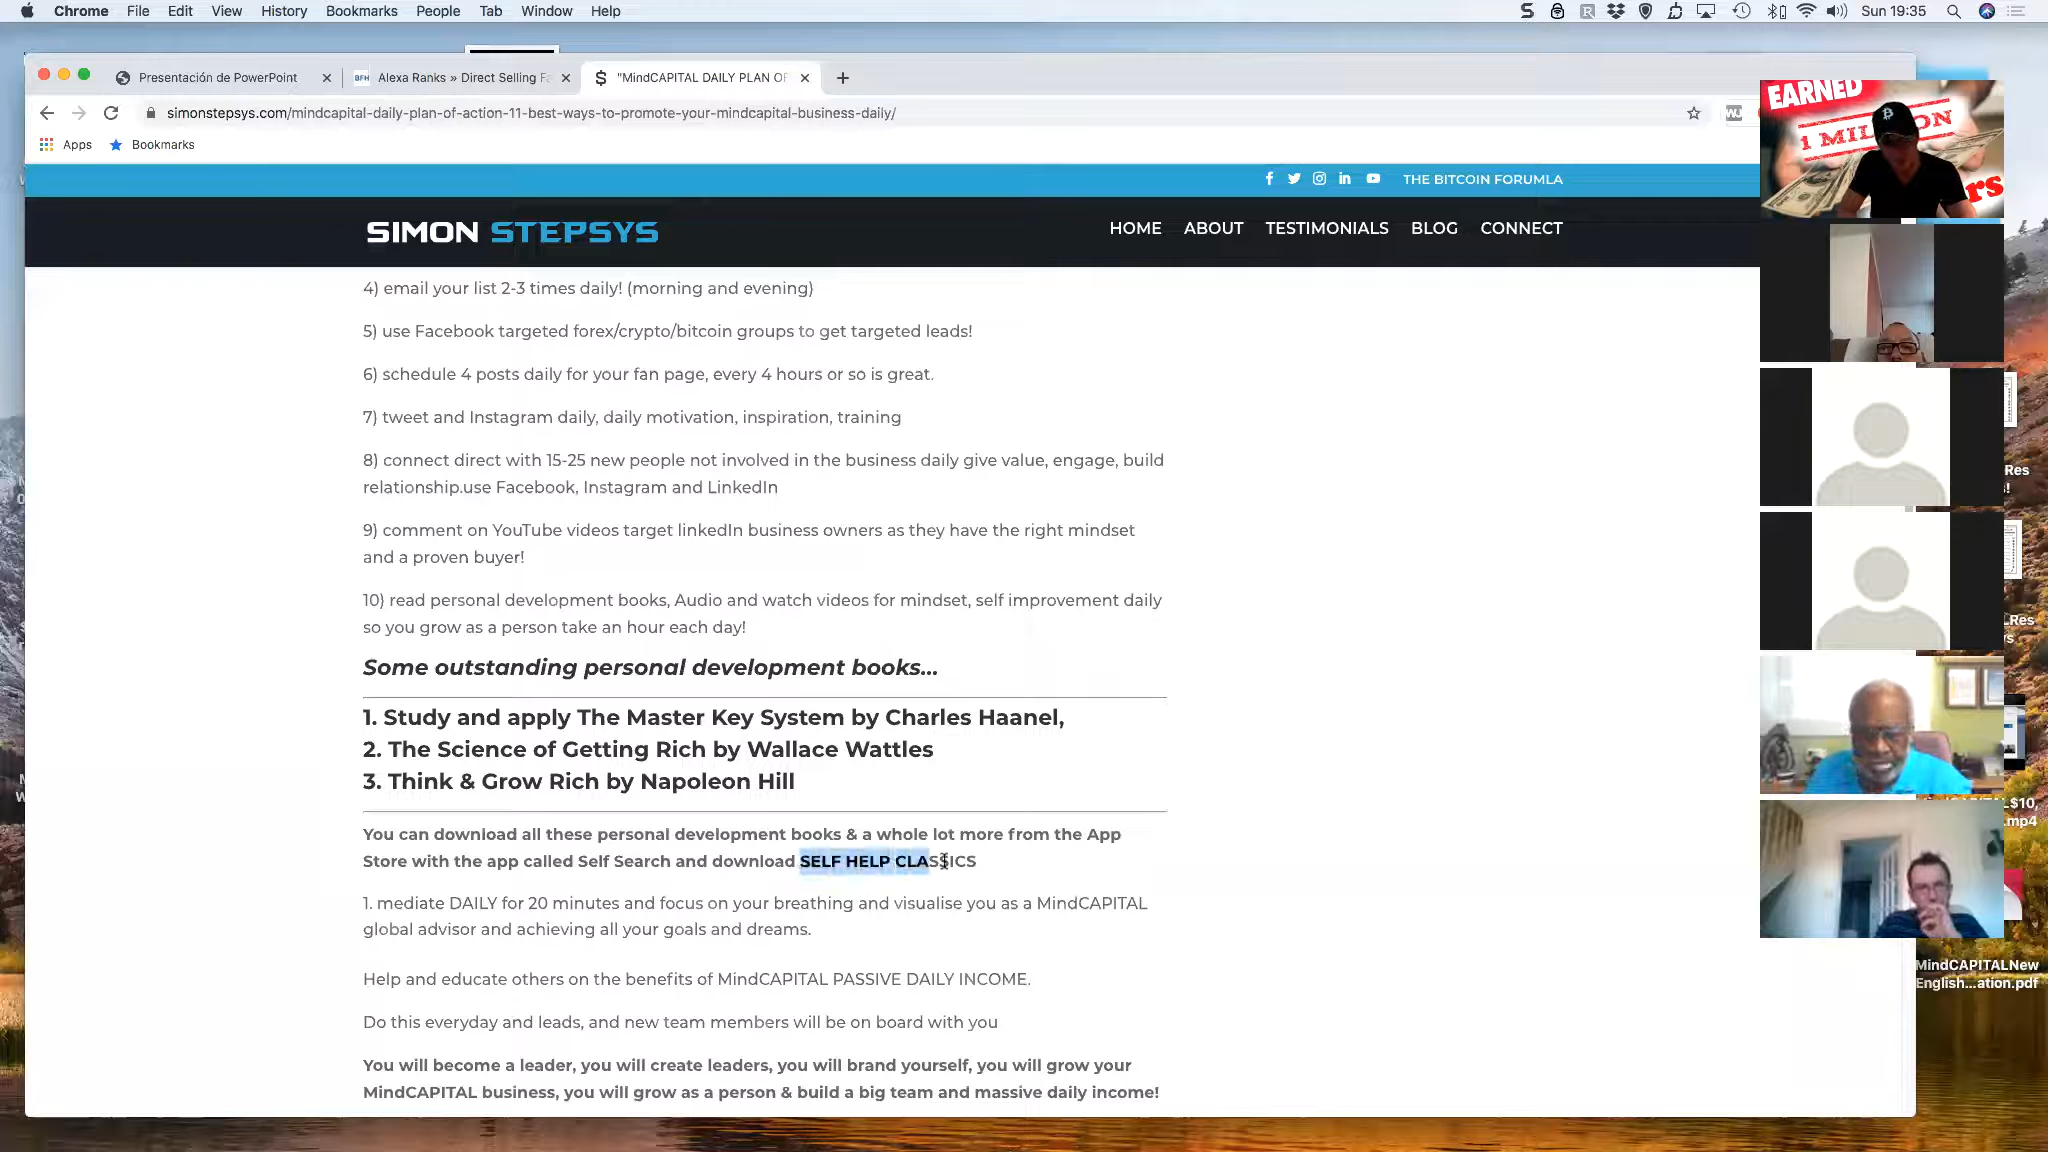 Chrome File Edit View History Bookmarks People Tab Window Help
Sun 19:35
Presentación de PowerPoint
BFH Alexa Ranks » Direct Selling Fa
"MindCAPITAL DAILY PLAN OF
simonstepsys.com/mindcapital-daily-plan-of-action-11-best-ways-to-promote-your-mindcapital-business-daily/
Apps Bookmarks
THE BITCOIN FORUMLA
SIMON STEPSYS
HOME ABOUT TESTIMONIALS BLOG CONNECT
4) email your list 2-3 times daily! (morning and evening)
5) use Facebook targeted forex/crypto/bitcoin groups to get targeted leads!
6) schedule 4 posts daily for your fan page, every 4 hours or so is great.
7) tweet and Instagram daily, daily motivation, inspiration, training
8) connect direct with 15-25 new people not involved in the business daily give value, engage, build
relationship.use Facebook, Instagram and LinkedIn
9) comment on YouTube videos target linkedIn business owners as they have the right mindset
and a proven buyer!
10) read personal development books, Audio and watch videos for mindset, self improvement daily
so you grow as a person take an hour each day!
Some outstanding personal development books...
1. Study and apply The Master Key System by Charles Haanel,
2. The Science of Getting Rich by Wallace Wattles
3. Think & Grow Rich by Napoleon Hill
You can download all these personal development books & a whole lot more from the App
Store with the app called Self Search and download SELF HELP CLASSICS
1. mediate DAILY for 20 minutes and focus on your breathing and visualise you as a MindCAPITAL
global advisor and achieving all your goals and dreams.
Help and educate others on the benefits of MindCAPITAL PASSIVE DAILY INCOME.
Do this everyday and leads, and new team members will be on board with you
You will become a leader, you will create leaders, you will brand yourself, you will grow your
MindCAPITAL business, you will grow as a person & build a big team and massive daily income!
EARNED
1 MIL ON
rs
Res
s!
LRes
s
$10,
.mp4
MindCAPITALNew
English...ation.pdf